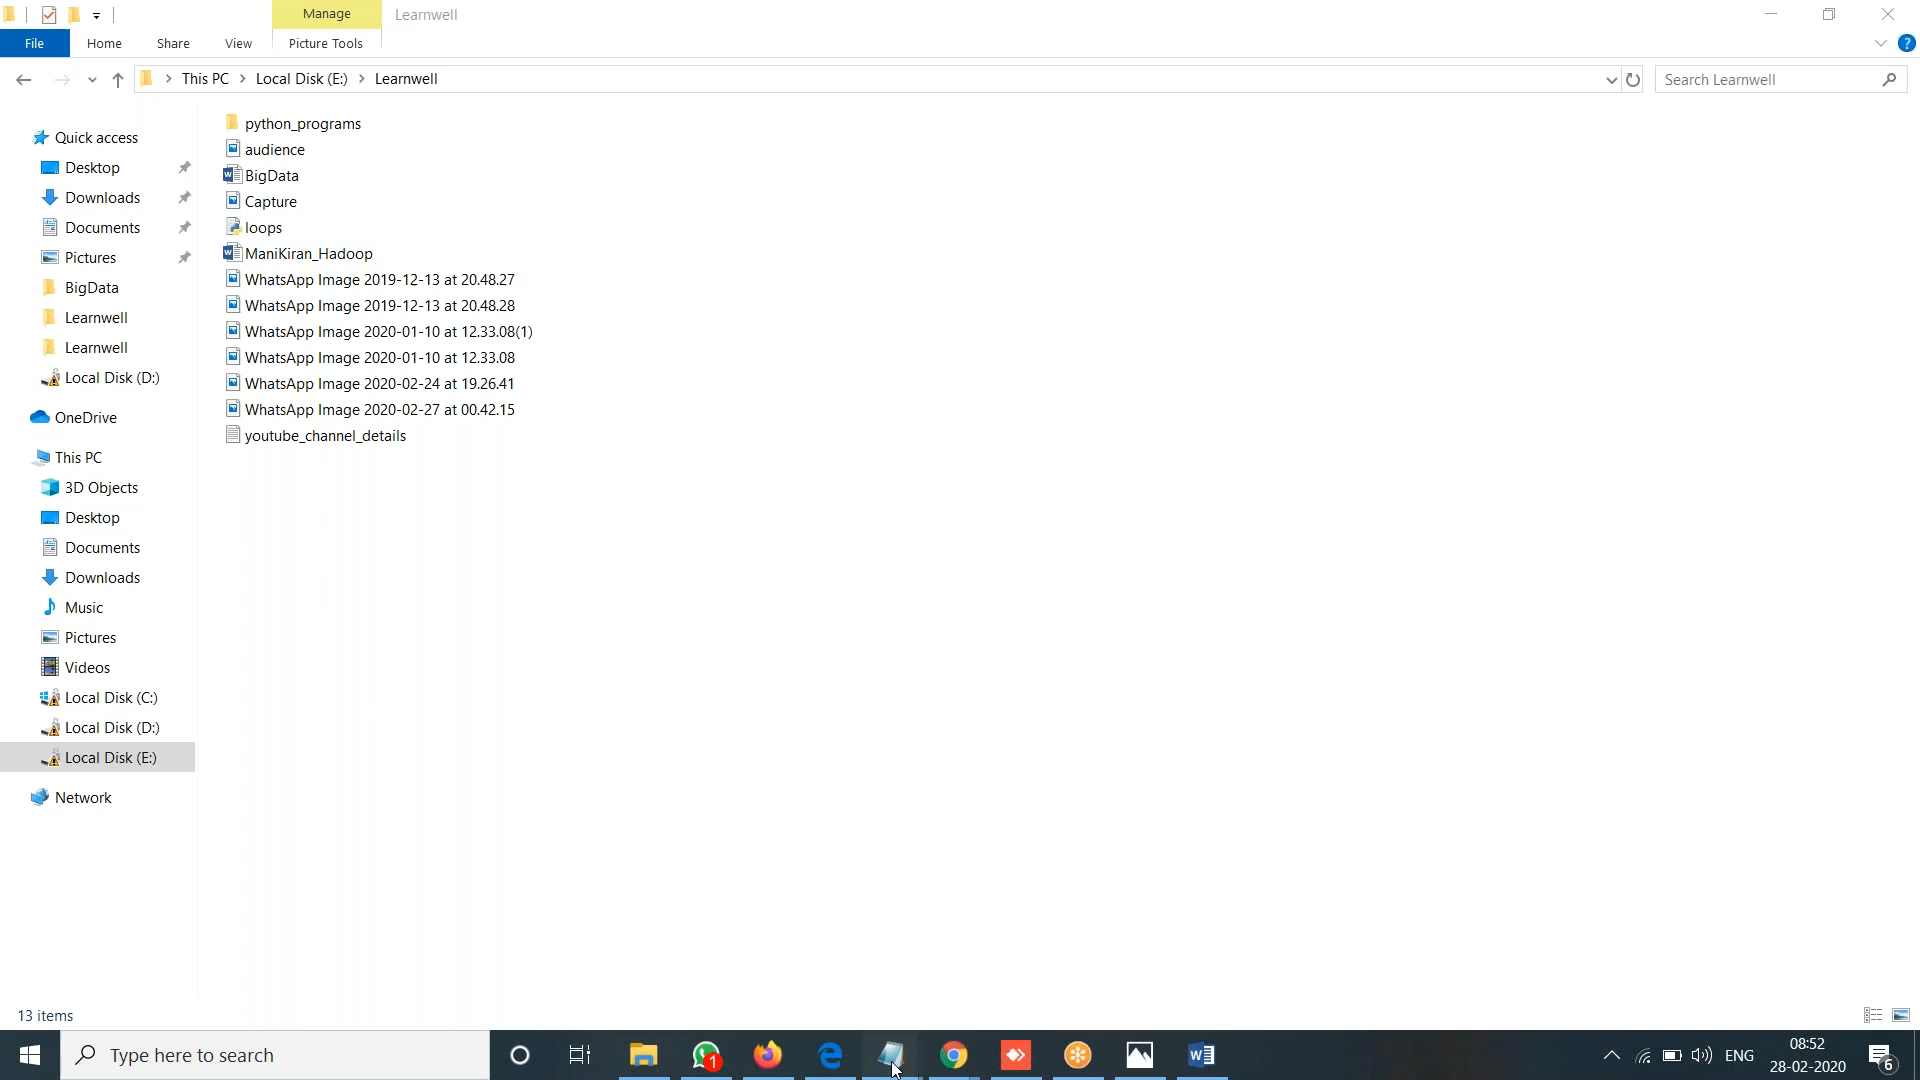 Manage
Learnwell
File
Home
Share
View
Picture Tools
?
This PC > Local Disk (E:) > Learnwell
Search Learnwell
Quick access
Desktop
Downloads
Documents
Pictures
BigData
Learnwell
Learnwell
Local Disk (D:)
OneDrive
This PC
3D Objects
Desktop
Documents
Downloads
Music
Pictures
Videos
Local Disk (C:)
Local Disk (D:)
Local Disk (E:)
Network
python_programs
audience
BigData
Capture
loops
ManiKiran_Hadoop
WhatsApp Image 2019-12-13 at 20.48.27
WhatsApp Image 2019-12-13 at 20.48.28
WhatsApp Image 2020-01-10 at 12.33.08(1)
WhatsApp Image 2020-01-10 at 12.33.08
WhatsApp Image 2020-02-24 at 19.26.41
WhatsApp Image 2020-02-27 at 00.42.15
youtube_channel_details
13 items
Type here to search
1
ENG
08:52
28-02-2020
6